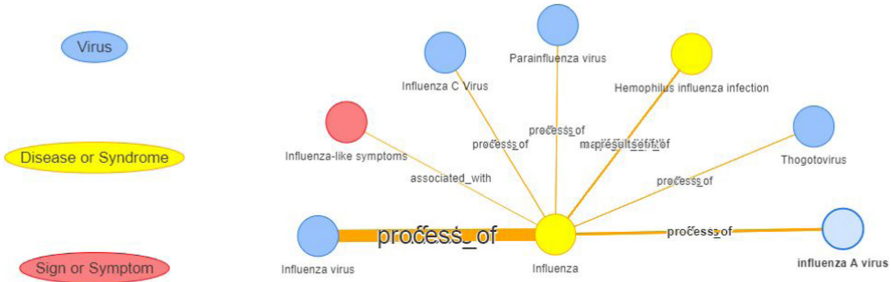 Virus
Disease or Syndrome
Sign or Symptom
Parainfluenza virus
Influenza C Virus
Hemophilus influenza infection
Influenza-like symptoms
Thogotovirus
process_of
process_of
associated_with
process_of
process_of
process_of
Influenza virus
Influenza
influenza A virus